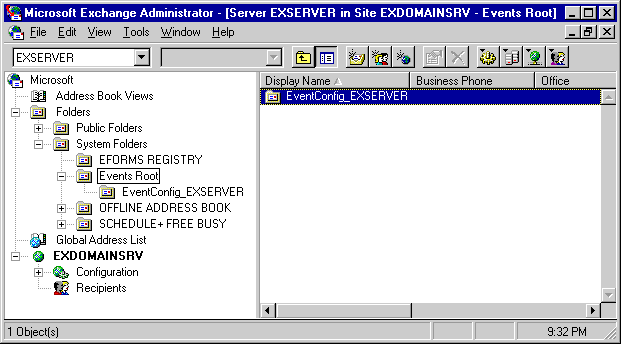 Microsoft Exchange Administrator - [Server EXSERVER in Site EXDOMAINSRV - Events Root]
File Edit View Tools Window Help
EXSERVER
Display Name Business Phone Office
EventConfig_EXSERVER
Microsoft
Address Book Views
Folders
Public Folders
System Folders
EFORMS REGISTRY
Events Root
EventConfig_EXSERVER
OFFLINE ADDRESS BOOK
SCHEDULE+ FREE BUSY
Global Address List
EXDOMAINSRV
Configuration
Recipients
1 Object(s) 9:32 PM